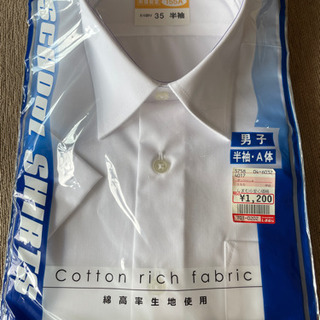 155A
35 半袖
SCHOOL SHIRTS
男子
半袖・A体
¥1,200
Cotton rich fabric
綿高率生地使用